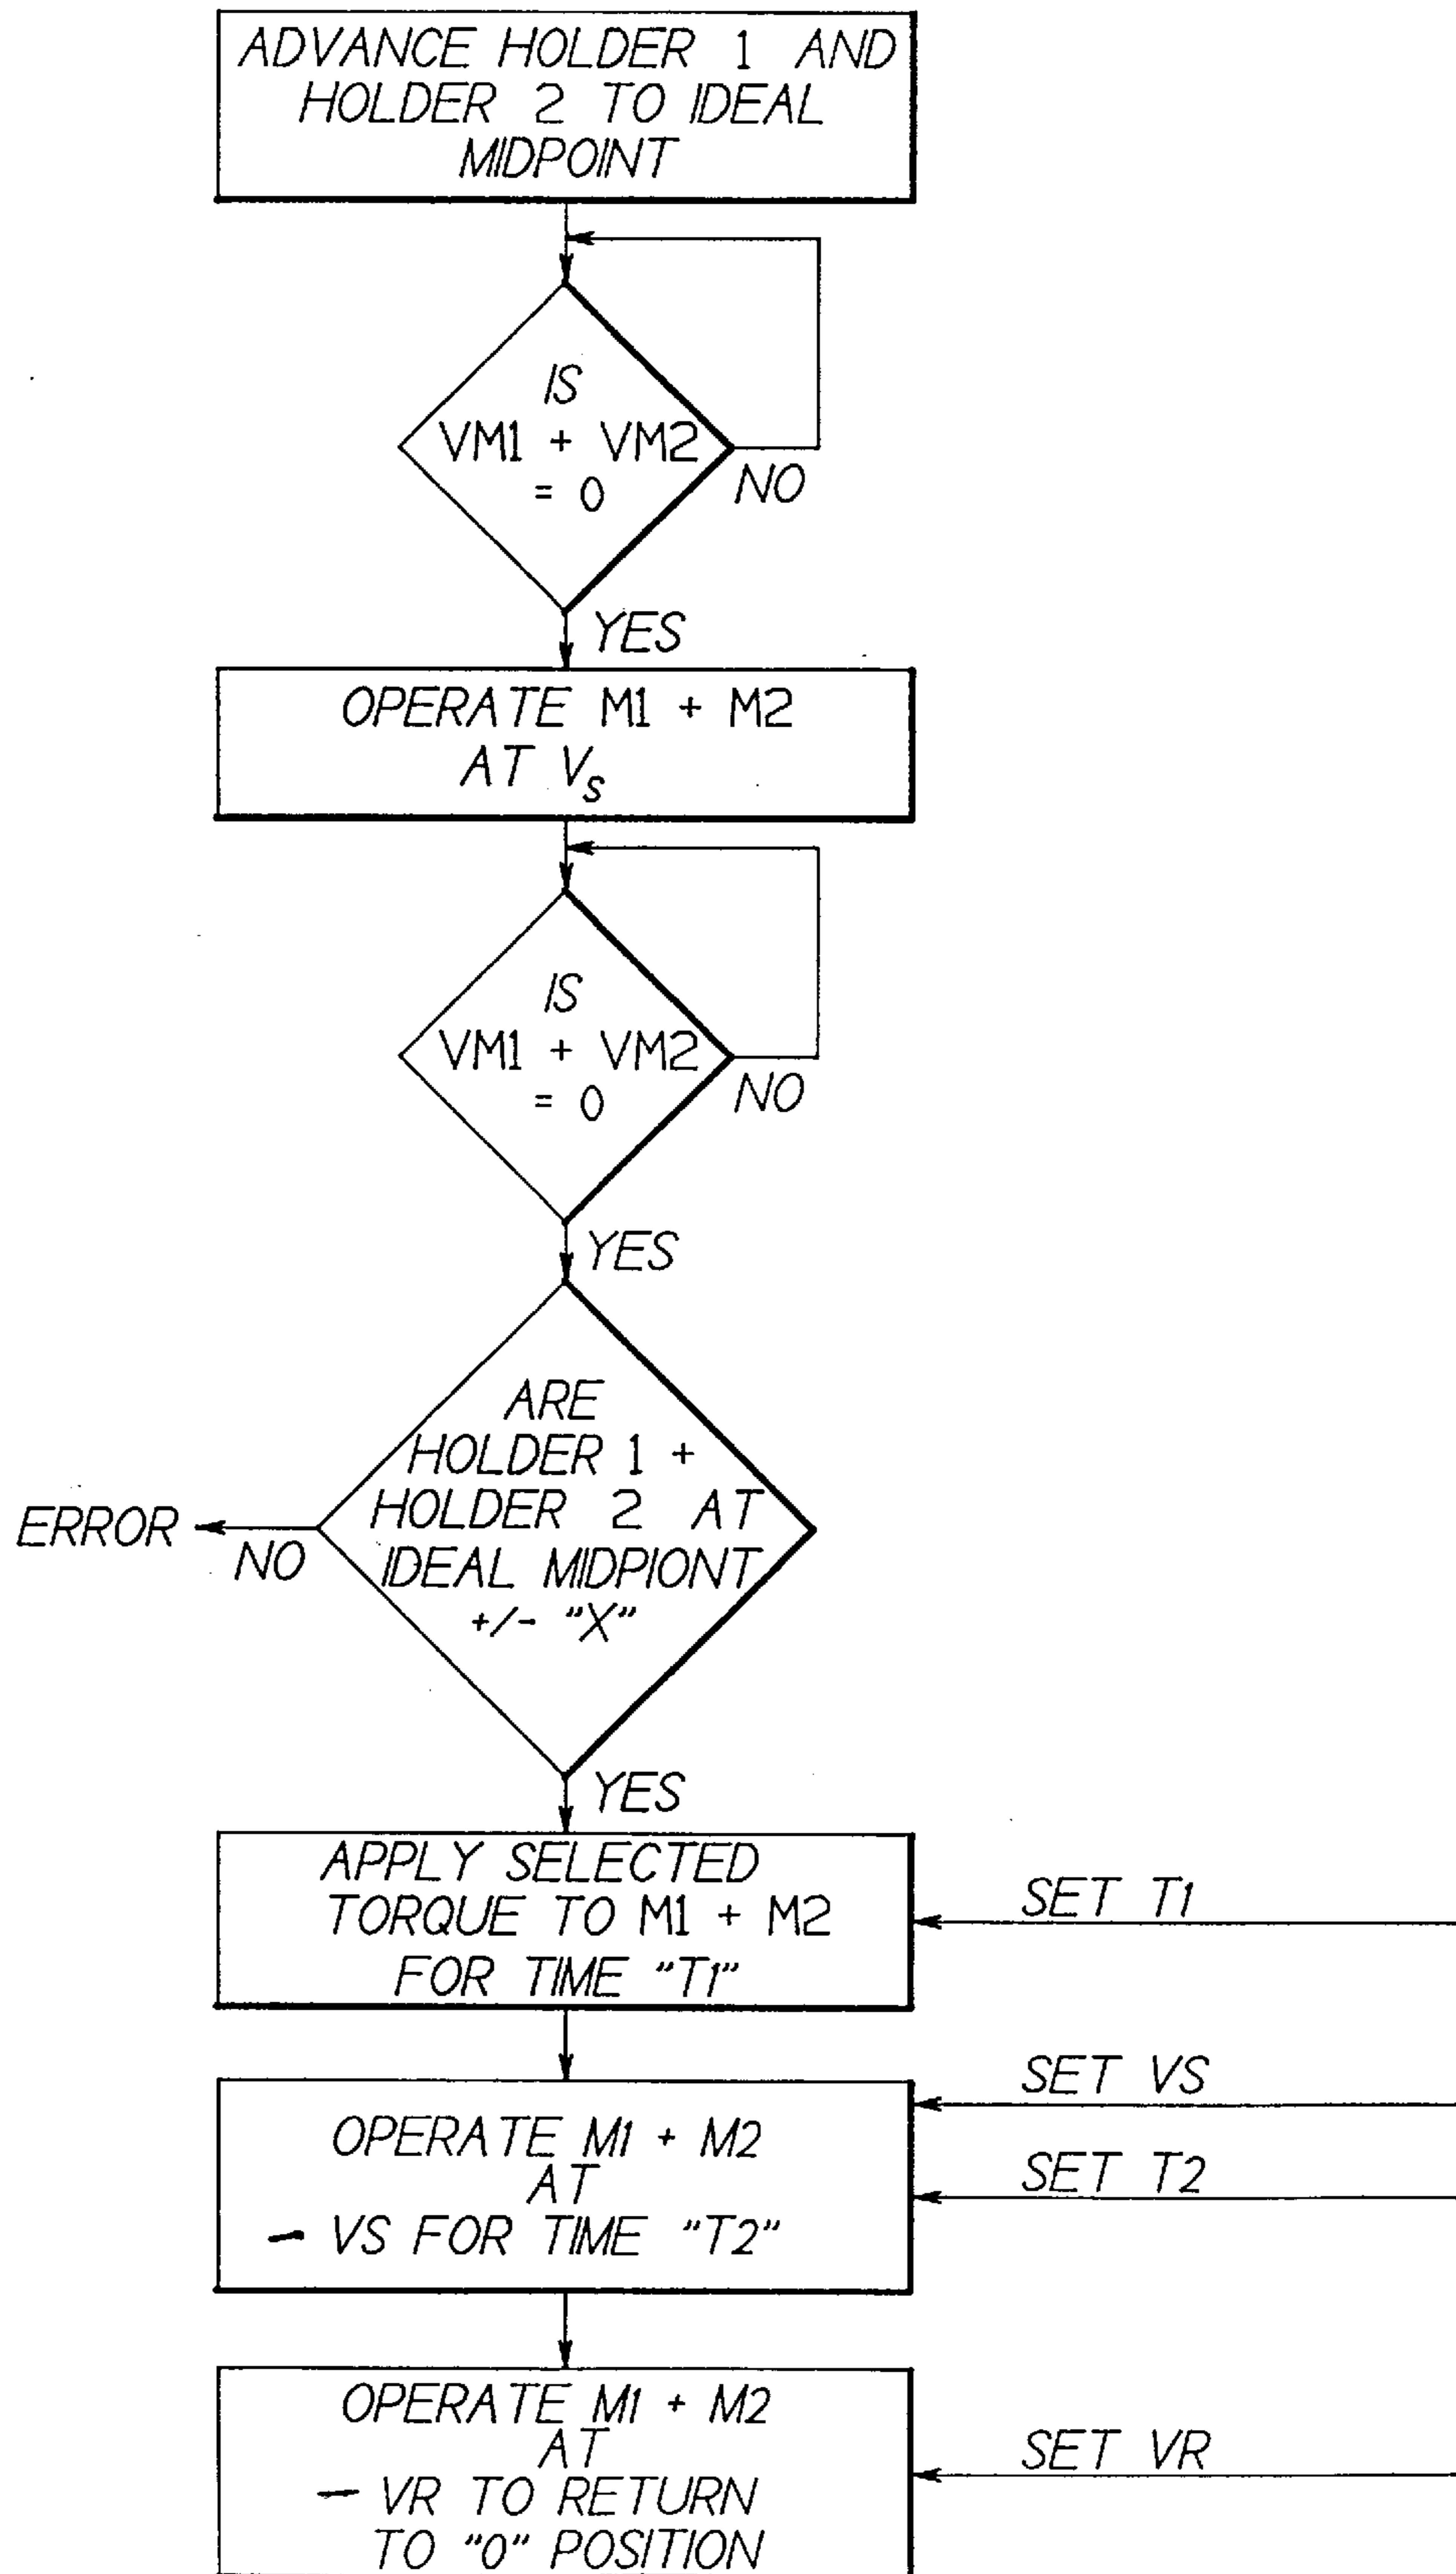 ADVANCE HOLDER 1 AND
HOLDER 2 TO IDEAL
MIDPOINT
IS
VM1 + VM2
= 0
NO
YES
OPERATE M1 + M2
AT Vs
IS
VM1 + VM2
= 0
NO
YES
ARE
HOLDER 1 +
HOLDER 2 AT
IDEAL MIDPIONT
+/- "X"
ERROR
NO
YES
APPLY SELECTED
TORQUE TO M1 + M2
FOR TIME "T1"
SET T1
OPERATE M1 + M2
AT
- VS FOR TIME "T2"
SET VS
SET T2
OPERATE M1 + M2
AT
- VR TO RETURN
TO "0" POSITION
SET VR